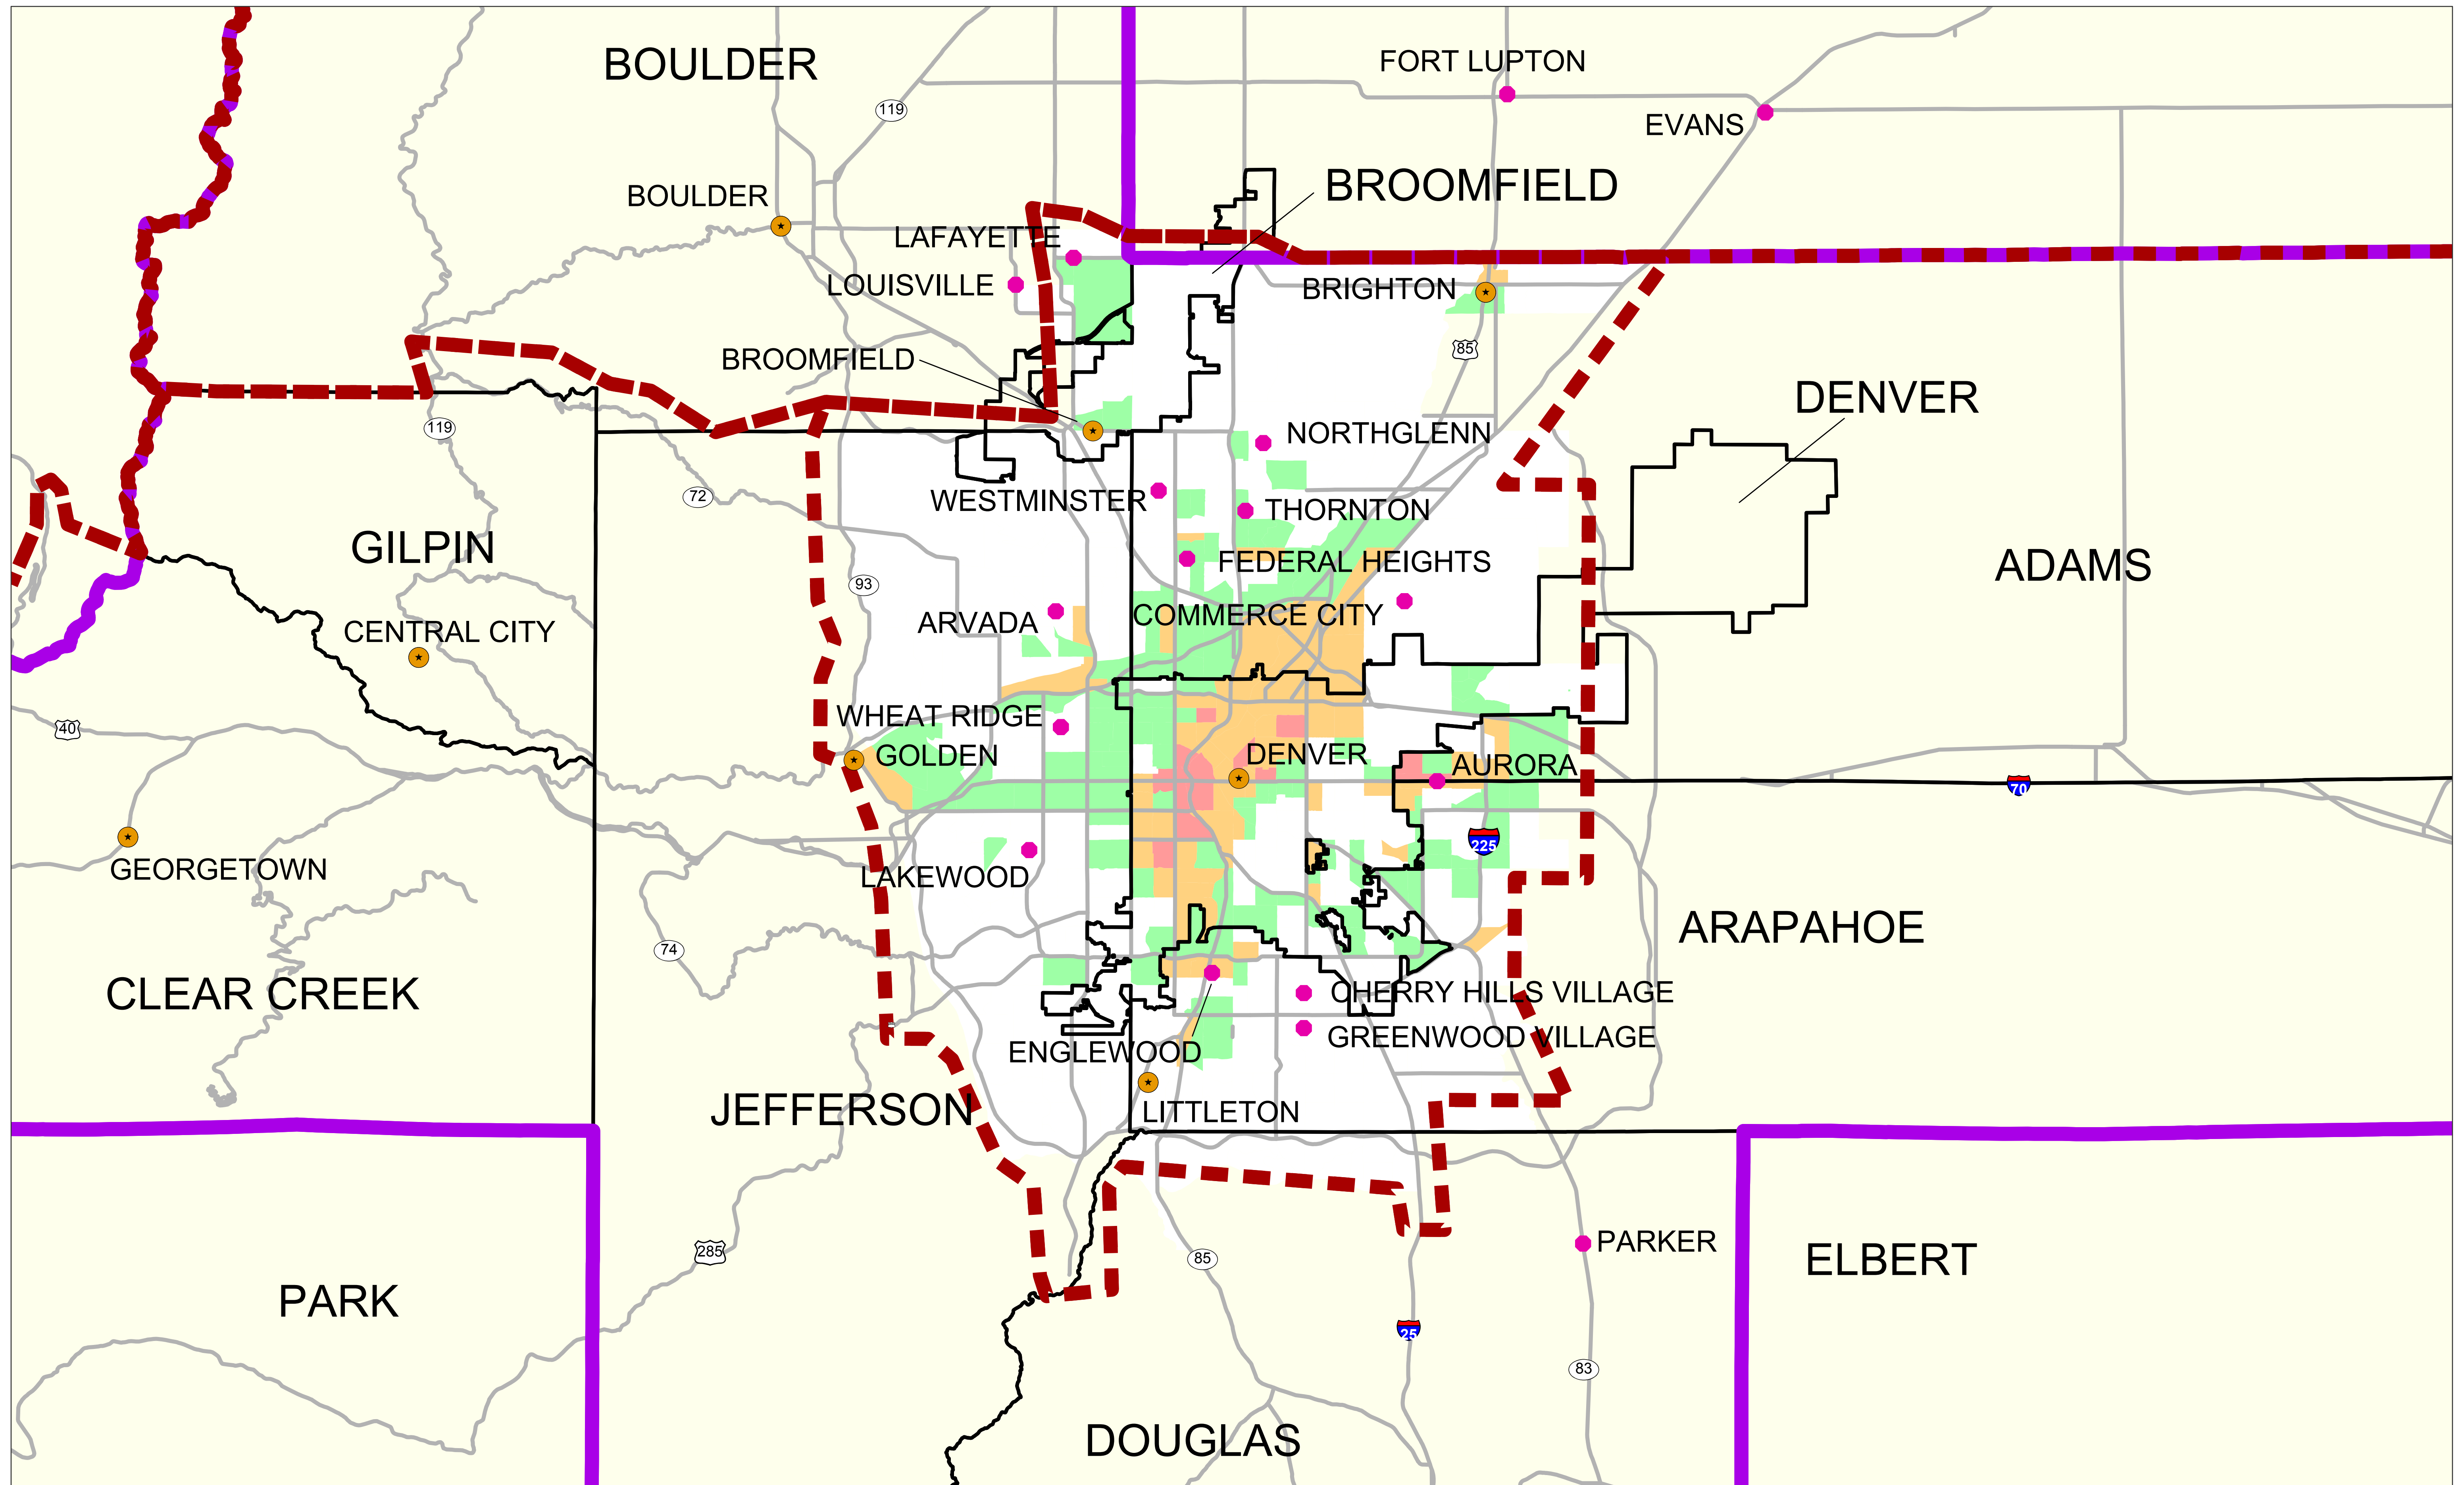 BOULDER
FORT LUPTON
119
EVANS
BROOMFIELD
BOULDER
LAFAYETTE
LOUISVILLE
BRIGHTON
BROOMFIELD
85
DENVER
119
NORTHGLENN
72
WESTMINSTER
THORNTON
GILPIN
FEDERAL HEIGHTS
ADAMS
93
COMMERCE CITY
ARVADA
CENTRAL CITY
WHEAT RIDGE
40
GOLDEN
DENVER
AURORA
70
GEORGETOWN
225
LAKEWOOD
ARAPAHOE
74
CLEAR CREEK
CHERRY HILLS VILLAGE
GREENWOOD VILLAGE
ENGLEWOOD
JEFFERSON
LITTLETON
PARKER
285
85
ELBERT
PARK
25
83
DOUGLAS